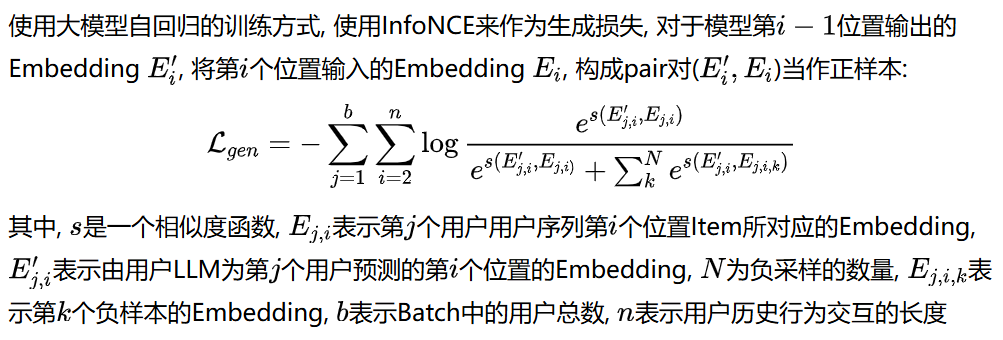 使用大模型自回归的训练方式, 使用InfoNCE来作为生成损失, 对于模型第$i-1$位置输出的
Embedding $E'_i$, 将第$i$个位置输入的Embedding $E_i$, 构成pair对$(E'_i, E_i)$当作正样本:
$$\mathcal{L}_{gen} = -\sum_{j=1}^{b}\sum_{i=2}^{n}\log\frac{e^{s(E'_{j,i},E_{j,i})}}{e^{s(E'_{j,i},E_{j,i})}+\sum_{k}^{N}e^{s(E'_{j,i},E_{j,i,k})}}$$
其中, $s$是一个相似度函数, $E_{j,i}$表示第$j$个用户用户序列第$i$个位置Item所对应的Embedding,
$E'_{j,i}$表示由用户LLM为第$j$个用户预测的第$i$个位置的Embedding, $N$为负采样的数量, $E_{j,i,k}$表
示第$k$个负样本的Embedding, $b$表示Batch中的用户总数, $n$表示用户历史行为交互的长度